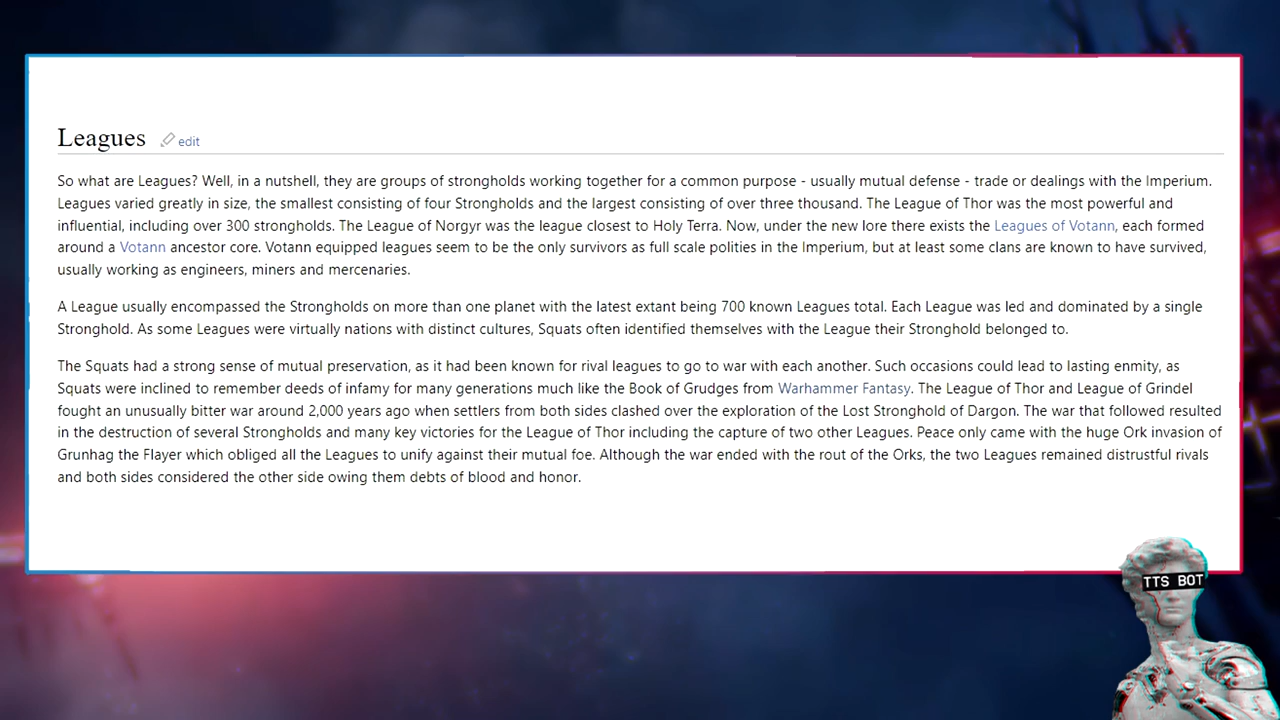 Leagues edit
So what are Leagues? Well, in a nutshell, they are groups of strongholds working together for a common purpose - usually mutual defense - trade or dealings with the Imperium.
Leagues varied greatly in size, the smallest consisting of four Strongholds and the largest consisting of over three thousand. The League of Thor was the most powerful and
influential, including over 300 strongholds. The League of Norgyr was the league closest to Holy Terra. Now, under the new lore there exists the Leagues of Votann, each formed
around a Votann ancestor core. Votann equipped leagues seem to be the only survivors as full scale polities in the Imperium, but at least some clans are known to have survived,
usually working as engineers, miners and mercenaries.
A League usually encompassed the Strongholds on more than one planet with the latest extant being 700 known Leagues total. Each League was led and dominated by a single
Stronghold. As some Leagues were virtually nations with distinct cultures, Squats often identified themselves with the League their Stronghold belonged to.
The Squats had a strong sense of mutual preservation, as it had been known for rival leagues to go to war with each another. Such occasions could lead to lasting enmity, as
Squats were inclined to remember deeds of infamy for many generations much like the Book of Grudges from Warhammer Fantasy. The League of Thor and League of Grindel
fought an unusually bitter war around 2,000 years ago when settlers from both sides clashed over the exploration of the Lost Stronghold of Dargon. The war that followed resulted
in the destruction of several Strongholds and many key victories for the League of Thor including the capture of two other Leagues. Peace only came with the huge Ork invasion of
Grunhag the Flayer which obliged all the Leagues to unify against their mutual foe. Although the war ended with the rout of the Orks, the two Leagues remained distrustful rivals
and both sides considered the other side owing them debts of blood and honor.
TTS BOT